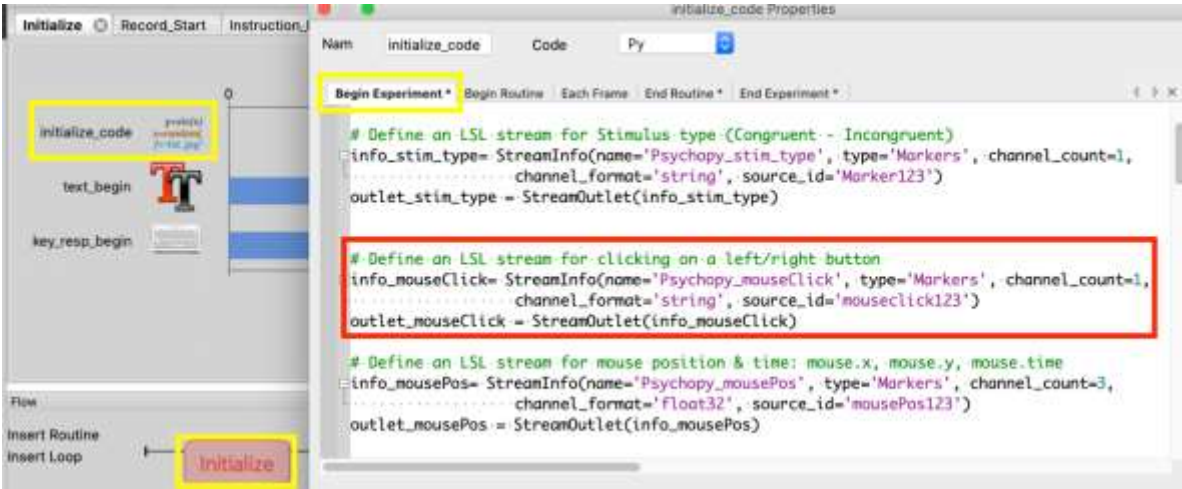 initialize_code Properties
Initialize Record_Start Instruction_
Nam initialize_code Code Py
Begin Experiment * Begin Routine Each Frame End Routine * End Experiment *
0
initialize_code
text_begin
key_resp_begin
# Define an LSL stream for Stimulus type (Congruent - Incongruent)
info_stim_type= StreamInfo(name='Psychopy_stim_type', type='Markers', channel_count=1,
channel_format='string', source_id='Marker123')
outlet_stim_type = StreamOutlet(info_stim_type)
# Define an LSL stream for clicking on a left/right button
info_mouseClick= StreamInfo(name='Psychopy_mouseClick', type='Markers', channel_count=1,
channel_format='string', source_id='mouseclick123')
outlet_mouseClick = StreamOutlet(info_mouseClick)
# Define an LSL stream for mouse position & time: mouse.x, mouse.y, mouse.time
info_mousePos= StreamInfo(name='Psychopy_mousePos', type='Markers', channel_count=3,
channel_format='float32', source_id='mousePos123')
outlet_mousePos = StreamOutlet(info_mousePos)
Flow
Insert Routine
Insert Loop
Initialize